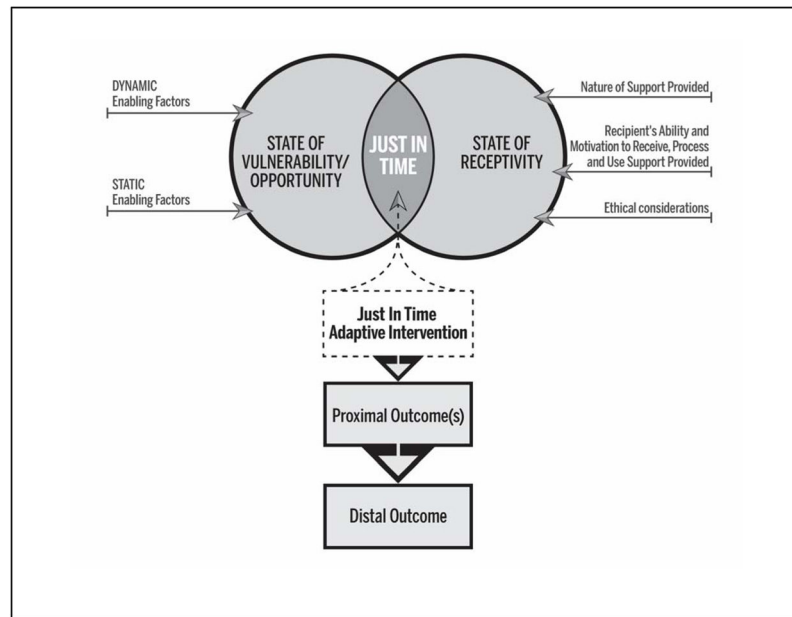 DYNAMIC
Enabling Factors
STATIC
Enabling Factors
STATE OF
VULNERABILITY/
OPPORTUNITY
JUST IN
TIME
STATE OF
RECEPTIVITY
Nature of Support Provided
Recipient's Ability and
Motivation to Receive, Process
and Use Support Provided
Ethical considerations
Just In Time
Adaptive Intervention
Proximal Outcome(s)
Distal Outcome